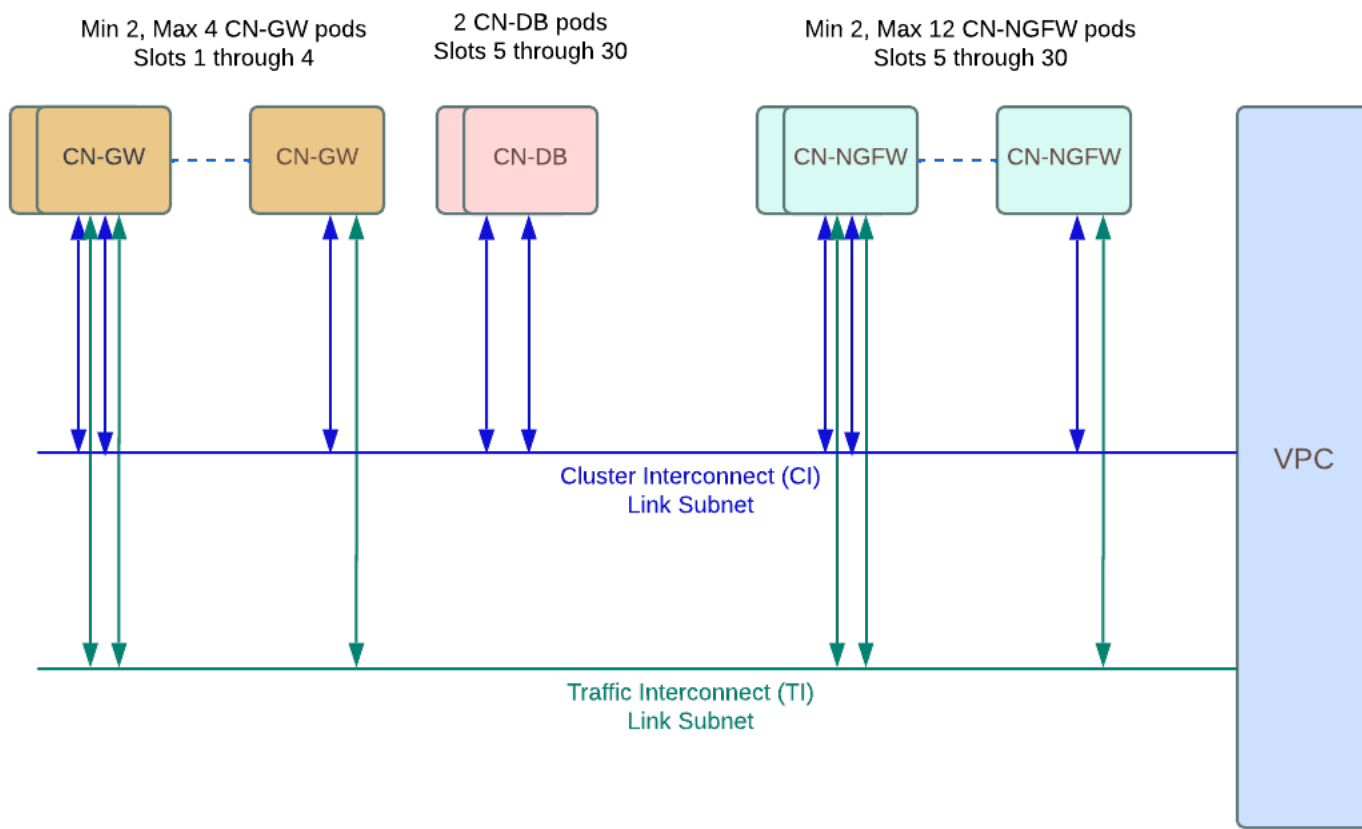 Min 2, Max 4 CN-GW pods
Slots 1 through 4
2 CN-DB pods
Slots 5 through 30
Min 2, Max 12 CN-NGFW pods
Slots 5 through 30
CN-GW
CN-GW
CN-DB
CN-NGFW
CN-NGFW
VPC
Cluster Interconnect (CI)
Link Subnet
Traffic Interconnect (TI)
Link Subnet